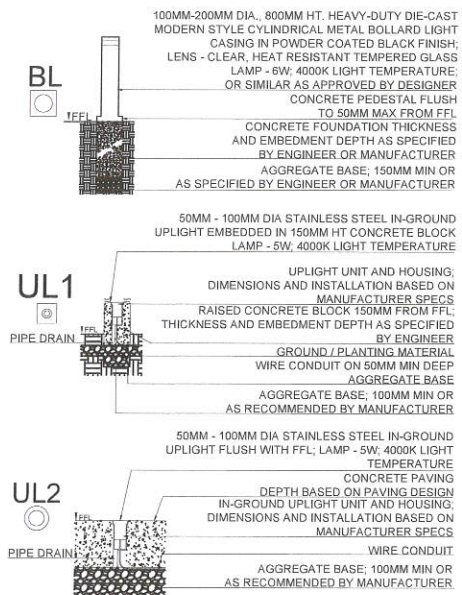 100MM-200MM DIA., 800MM HT. HEAVY-DUTY DIE-CAST
MODERN STYLE CYLINDRICAL METAL BOLLARD LIGHT
CASING IN POWDER COATED BLACK FINISH;
LENS - CLEAR, HEAT RESISTANT TEMPERED GLASS
LAMP - 6W; 4000K LIGHT TEMPERATURE;
OR SIMILAR AS APPROVED BY DESIGNER
BL
CONCRETE PEDESTAL FLUSH
TO 50MM MAX FROM FFL
FFL
CONCRETE FOUNDATION THICKNESS
AND EMBEDMENT DEPTH AS SPECIFIED
BY ENGINEER OR MANUFACTURER
AGGREGATE BASE; 150MM MIN OR
AS SPECIFIED BY ENGINEER OR MANUFACTURER
50MM - 100MM DIA STAINLESS STEEL IN-GROUND
UPLIGHT EMBEDDED IN 150MM HT CONCRETE BLOCK
LAMP - 5W; 4000K LIGHT TEMPERATURE
UL1
UPLIGHT UNIT AND HOUSING;
DIMENSIONS AND INSTALLATION BASED ON
MANUFACTURER SPECS
RAISED CONCRETE BLOCK 150MM FROM FFL;
THICKNESS AND EMBEDMENT DEPTH AS SPECIFIED
BY ENGINEER
FFL
PIPE DRAIN
GROUND / PLANTING MATERIAL
WIRE CONDUIT ON 50MM MIN DEEP
AGGREGATE BASE
AGGREGATE BASE; 100MM MIN OR
AS RECOMMENDED BY MANUFACTURER
50MM - 100MM DIA STAINLESS STEEL IN-GROUND
UPLIGHT FLUSH WITH FFL; LAMP - 5W; 4000K LIGHT
TEMPERATURE
UL2
CONCRETE PAVING
DEPTH BASED ON PAVING DESIGN
IN-GROUND UPLIGHT UNIT AND HOUSING;
DIMENSIONS AND INSTALLATION BASED ON
MANUFACTURER SPECS
FFL
PIPE DRAIN
WIRE CONDUIT
AGGREGATE BASE; 100MM MIN OR
AS RECOMMENDED BY MANUFACTURER